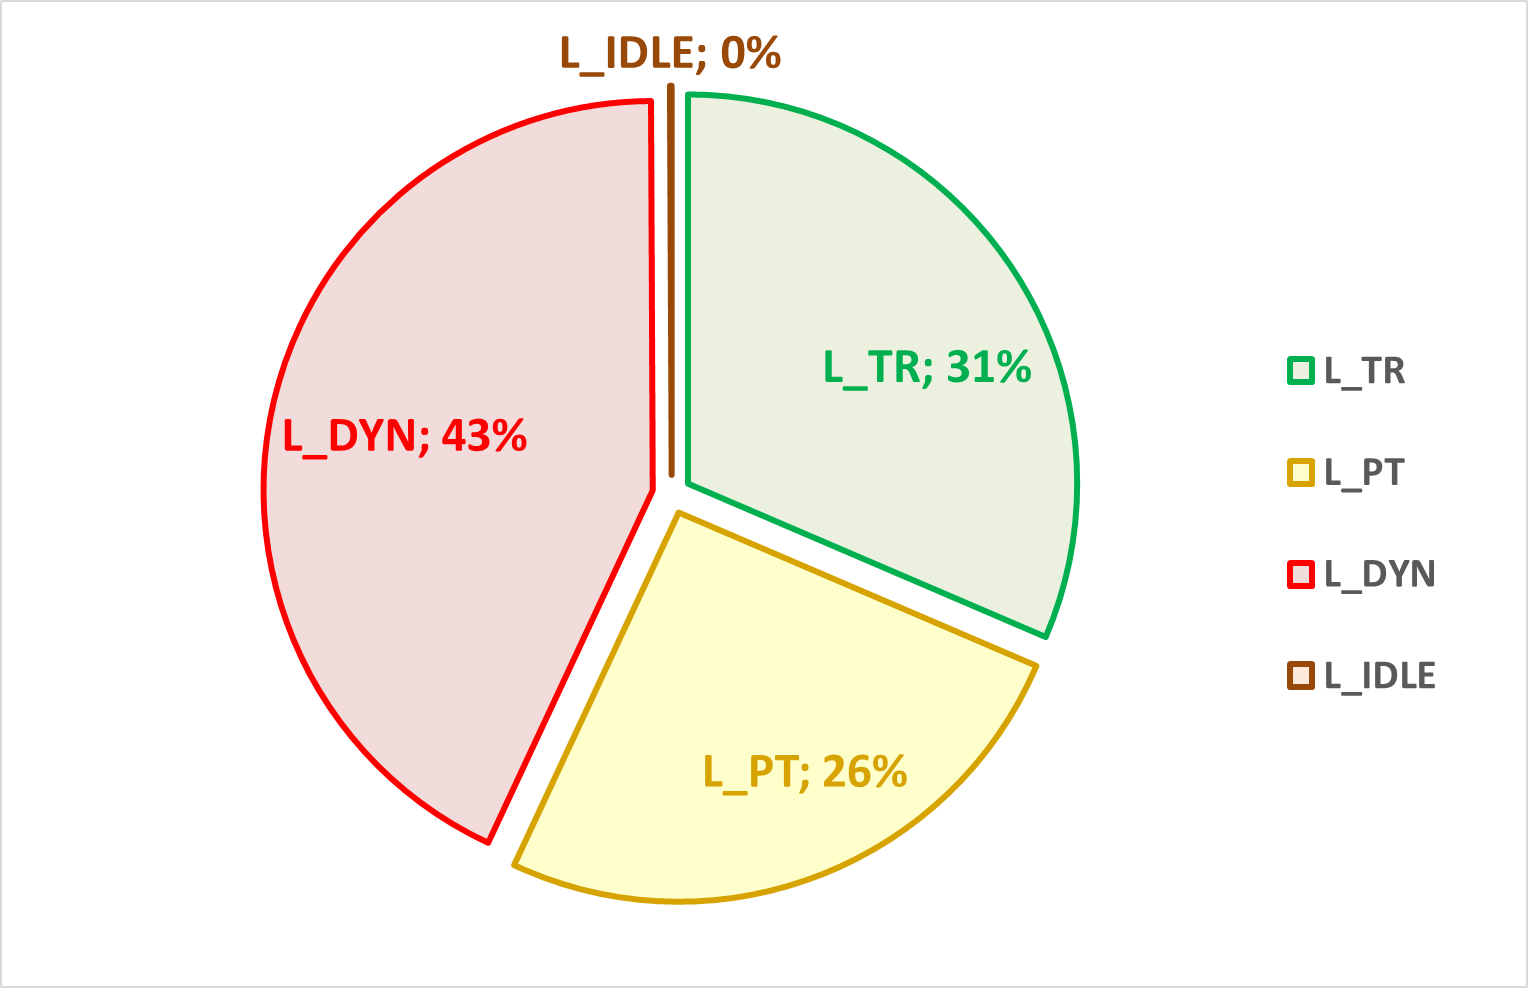 L_IDLE; 0%
L_TR; 31%
L_DYN; 43%
L_PT; 26%
L_TR
L_PT
L_DYN
L_IDLE